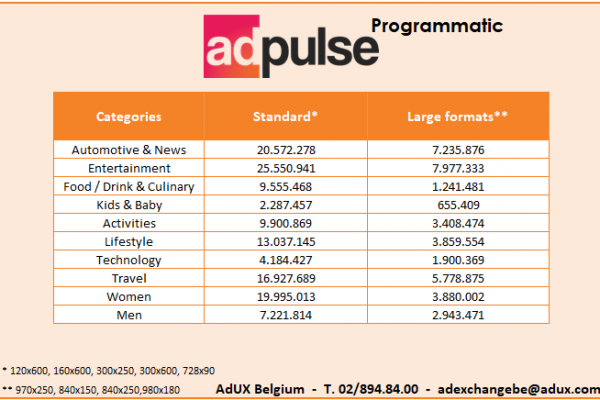 adpulse Programmatic
Categories Standard* Large formats**
Automotive & News 20.572.278 7.235.876
Entertainment 25.550.941 7.977.333
Food / Drink & Culinary 9.555.468 1.241.481
Kids & Baby 2.287.457 655.409
Activities 9.900.869 3.408.474
Lifestyle 13.037.145 3.859.554
Technology 4.184.427 1.900.369
Travel 16.927.689 5.778.875
Women 19.995.013 3.880.002
Men 7.221.814 2.943.471
* 120x600, 160x600, 300x250, 300x600, 728x90
** 970x250, 840x150, 840x250,980x180 AdUX Belgium - T. 02/894.84.00 - adexchangebe@adux.com